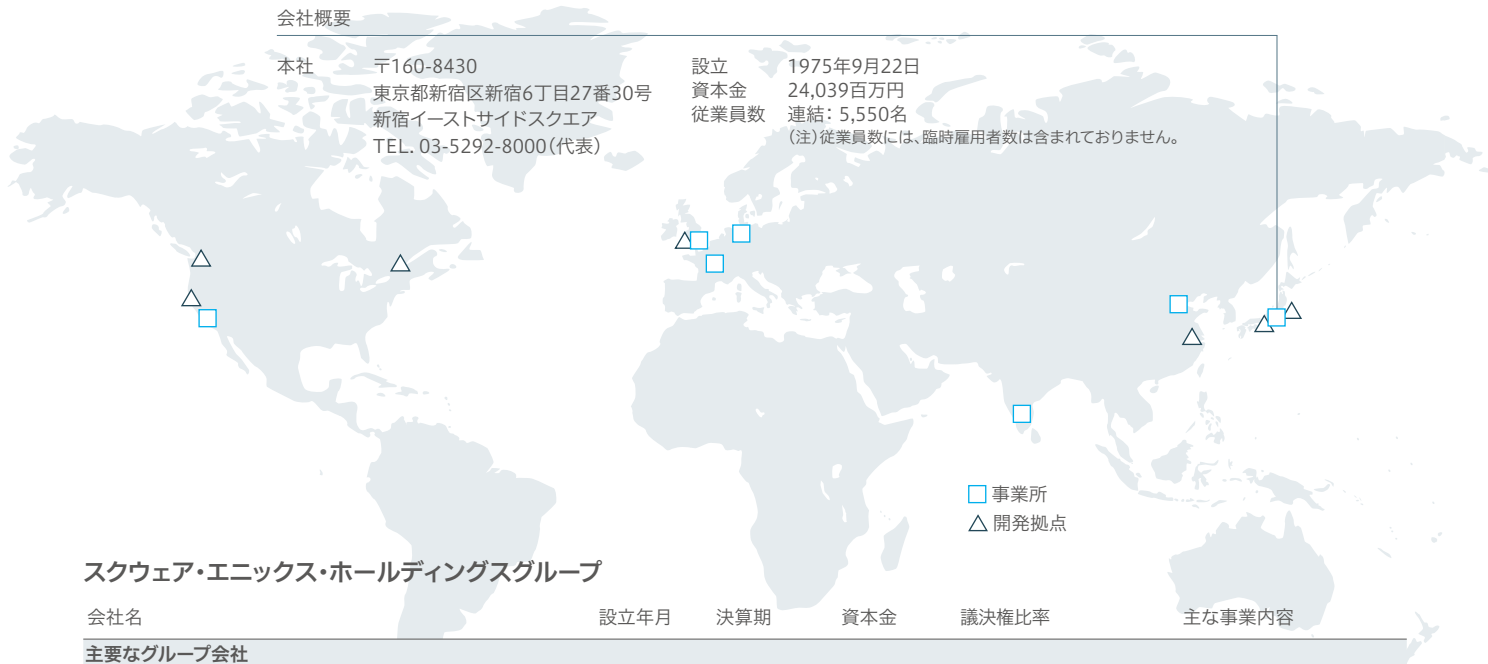 会社概要
本社 〒160-8430
東京都新宿区新宿6丁目27番30号
新宿イーストサイドスクエア
TEL. 03-5292-8000(代表)
設立 1975年9月22日
資本金 24,039百万円
従業員数 連結: 5,550名
(注)従業員数には、臨時雇用者数は含まれておりません。
事業所
開発拠点
スクウェア・エニックス・ホールディングスグループ
会社名 設立年月 決算期 資本金 議決権比率 主な事業内容
主要なグループ会社